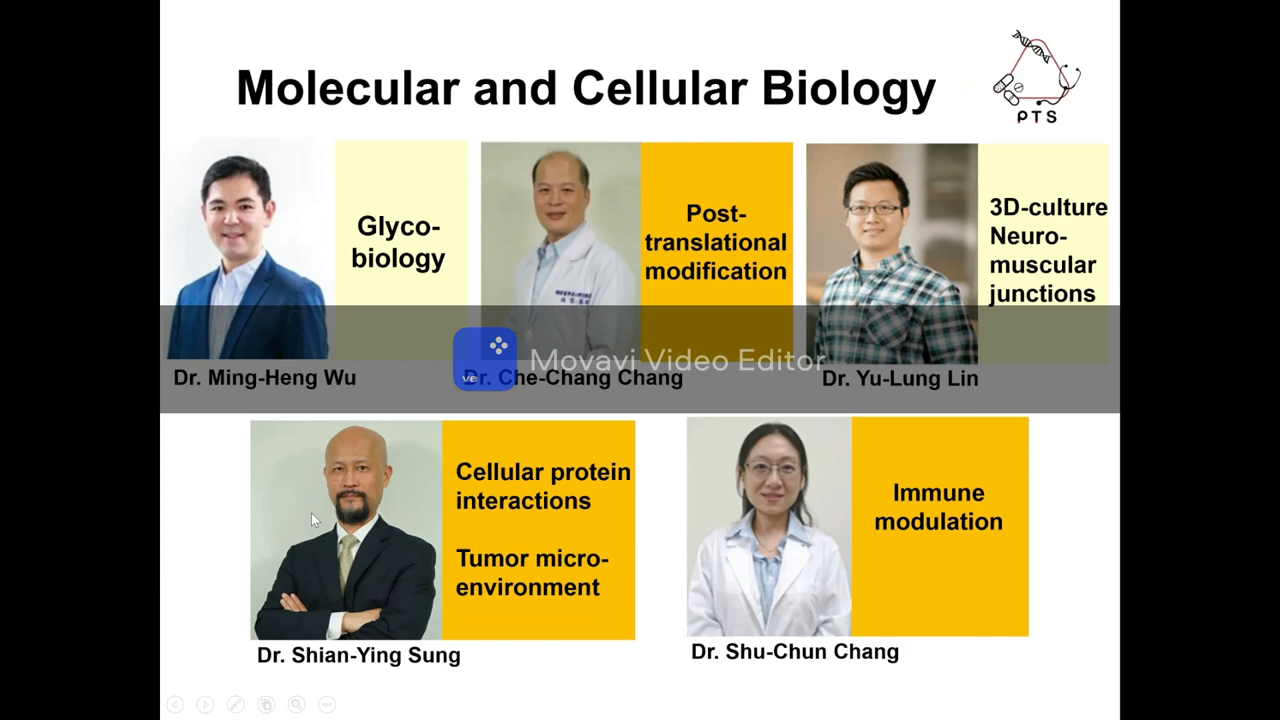 Molecular and Cellular Biology
PTS
Glyco-
biology
Post-
translational
modification
3D-culture
Neuro-
muscular
junctions
Movavi Video Editor
ve
Dr. Ming-Heng Wu
Dr. Che-Chang Chang
Dr. Yu-Lung Lin
Cellular protein
interactions
Tumor micro-
environment
Immune
modulation
Dr. Shian-Ying Sung
Dr. Shu-Chun Chang